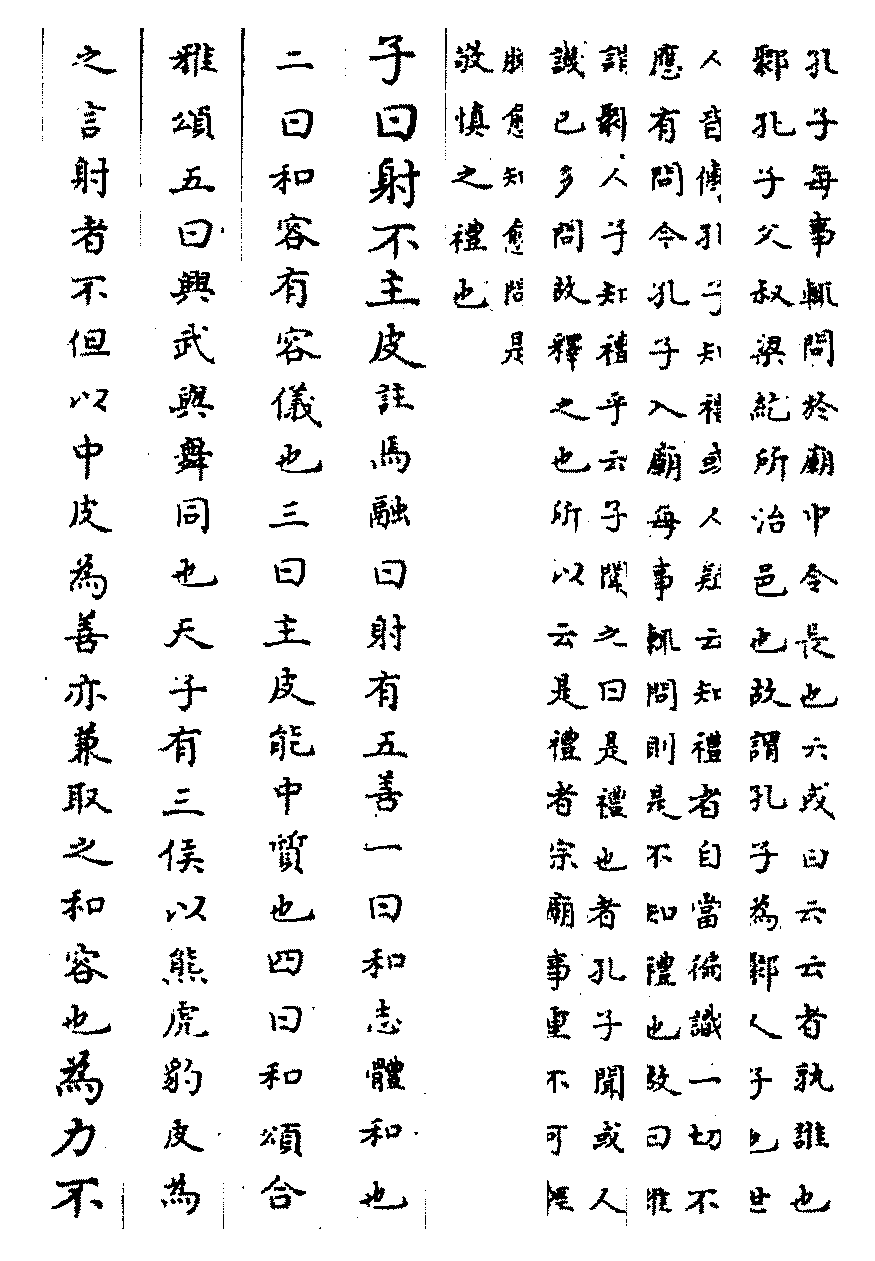 孔子每事輒問於廟中令長也云或曰云云者孰誰也
鄹孔子父叔梁紇所治邑也故謂孔子為鄹人子也世
人皆傳孔子知禮或人疑云知禮者自當徧識一切不
應有問今孔子入廟每事輒問則是不知禮也故曰誰
謂鄹人子知禮乎云子聞之曰是禮也者孔子聞或人
譏已多問故釋之也所以云是禮者宗廟事重不可輕
脈愈知愈問是
敬慎之禮也
子曰射不主皮註馬融曰射有五善一曰和志體和也
二曰和容有容儀也三曰主皮能中質也四曰和頌合
雅頌五曰興武與舞同也天子有三侯以熊虎豹皮為
之言射者不但以中皮為善亦兼取之和容也為力不